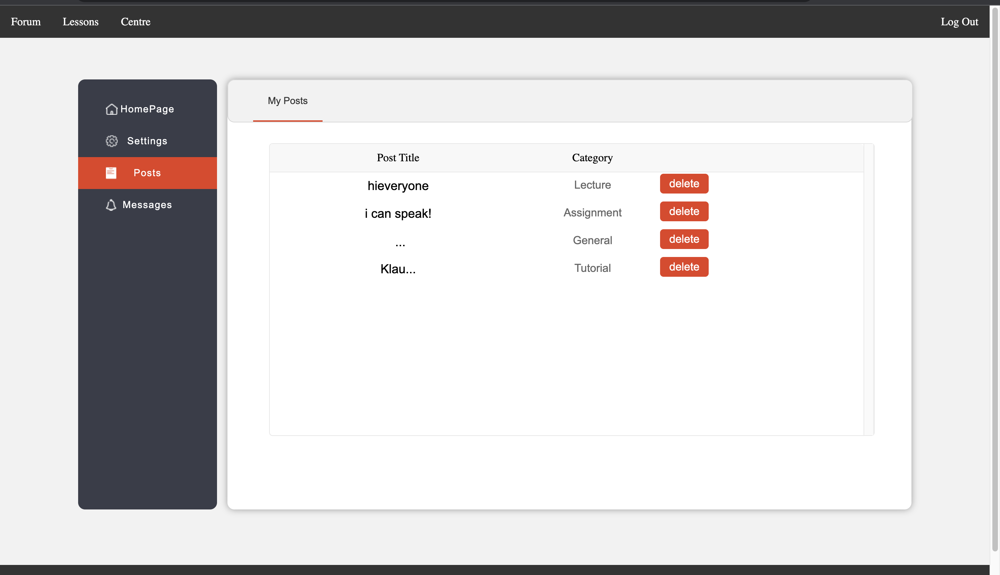 Forum Lessons Centre Log Out
HomePage
Settings
Posts
Messages
My Posts
Post Title Category
hieveryone Lecture delete
i can speak! Assignment delete
... General delete
Klau... Tutorial delete